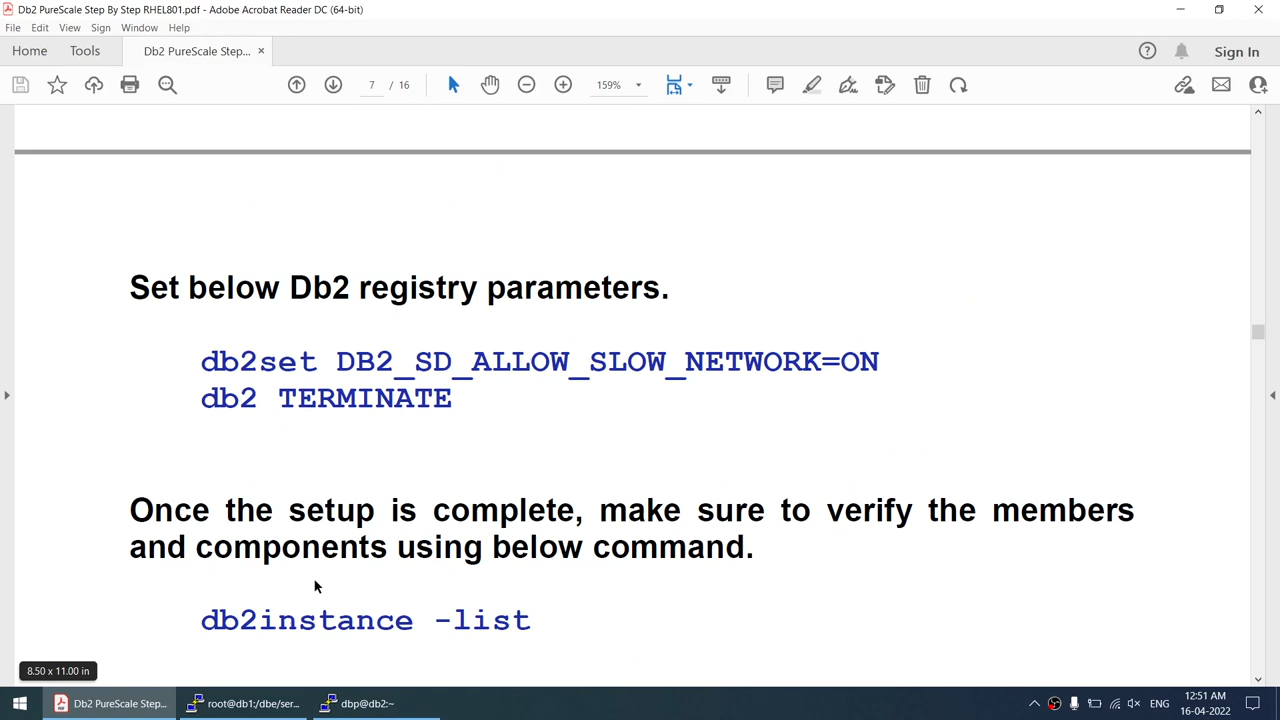 Db2 PureScale Step By Step RHEL801.pdf - Adobe Acrobat Reader DC (64-bit)
File Edit View Sign Window Help
Home Tools Db2 PureScale Step... × Sign In
7 / 16 159%
Set below Db2 registry parameters.
db2set DB2_SD_ALLOW_SLOW_NETWORK=ON
db2 TERMINATE
Once the setup is complete, make sure to verify the members
and components using below command.
db2instance -list
8.50 x 11.00 in
Db2 PureScale Step... root@db1:/dbe/ser... dbp@db2:~ ENG 12:51 AM
16-04-2022